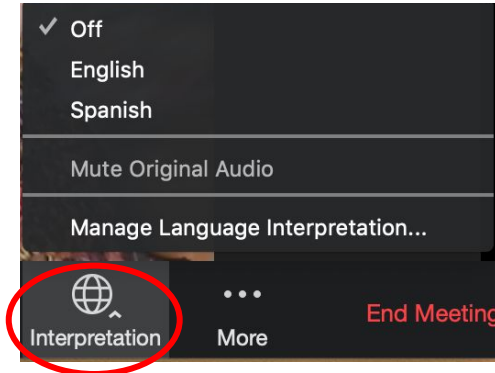 Off
English
Spanish
Mute Original Audio
Manage Language Interpretation...
Interpretation
More
End Meeting